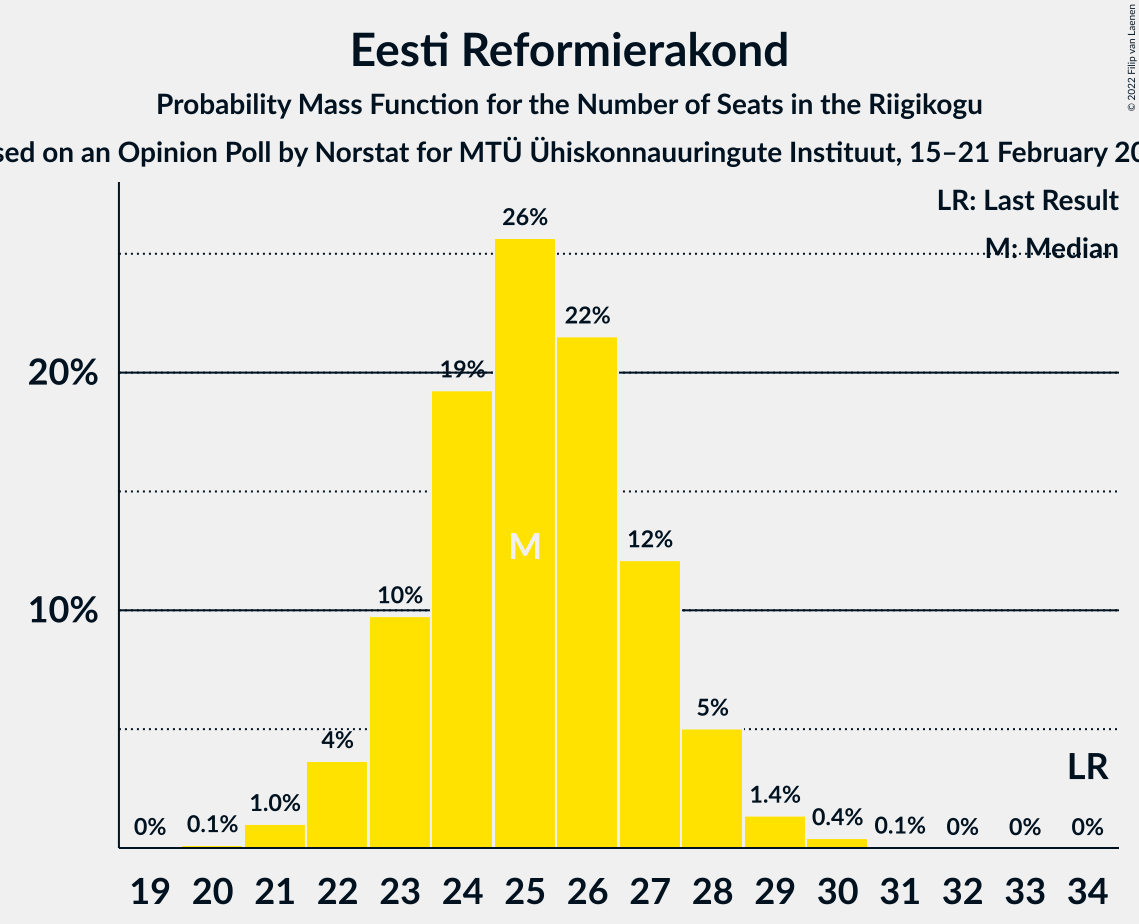 Eesti Reformierakond
Probability Mass Function for the Number of Seats in the Riigikogu
sed on an Opinion Poll by Norstat for MTÜ Ühiskonnauuringute Instituut, 15–21 February 20
© 2022 Filip van Laenen
LR: Last Result
M: Median
26%
22%
20%
19%
M
12%
10%
10%
5%
4%
LR
1.4%
1.0%
0.4%
0.1%
0.1%
0% 0% 0% 0%
19 20 21 22 23 24 25 26 27 28 29 30 31 32 33 34